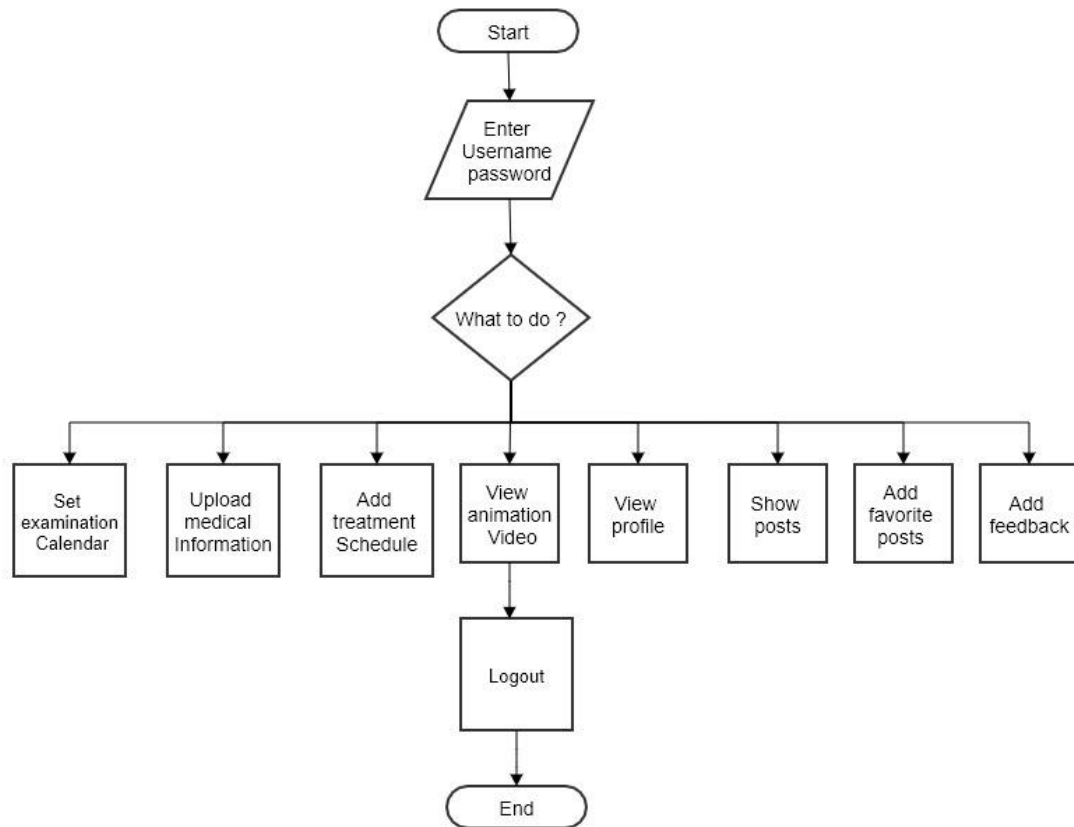 Start
Enter
Username
password
What to do ?
Set
examination
Calendar
Upload
medical
Information
Add
treatment
Schedule
View
animation
Video
View
profile
Show
posts
Add
favorite
posts
Add
feedback
Logout
End